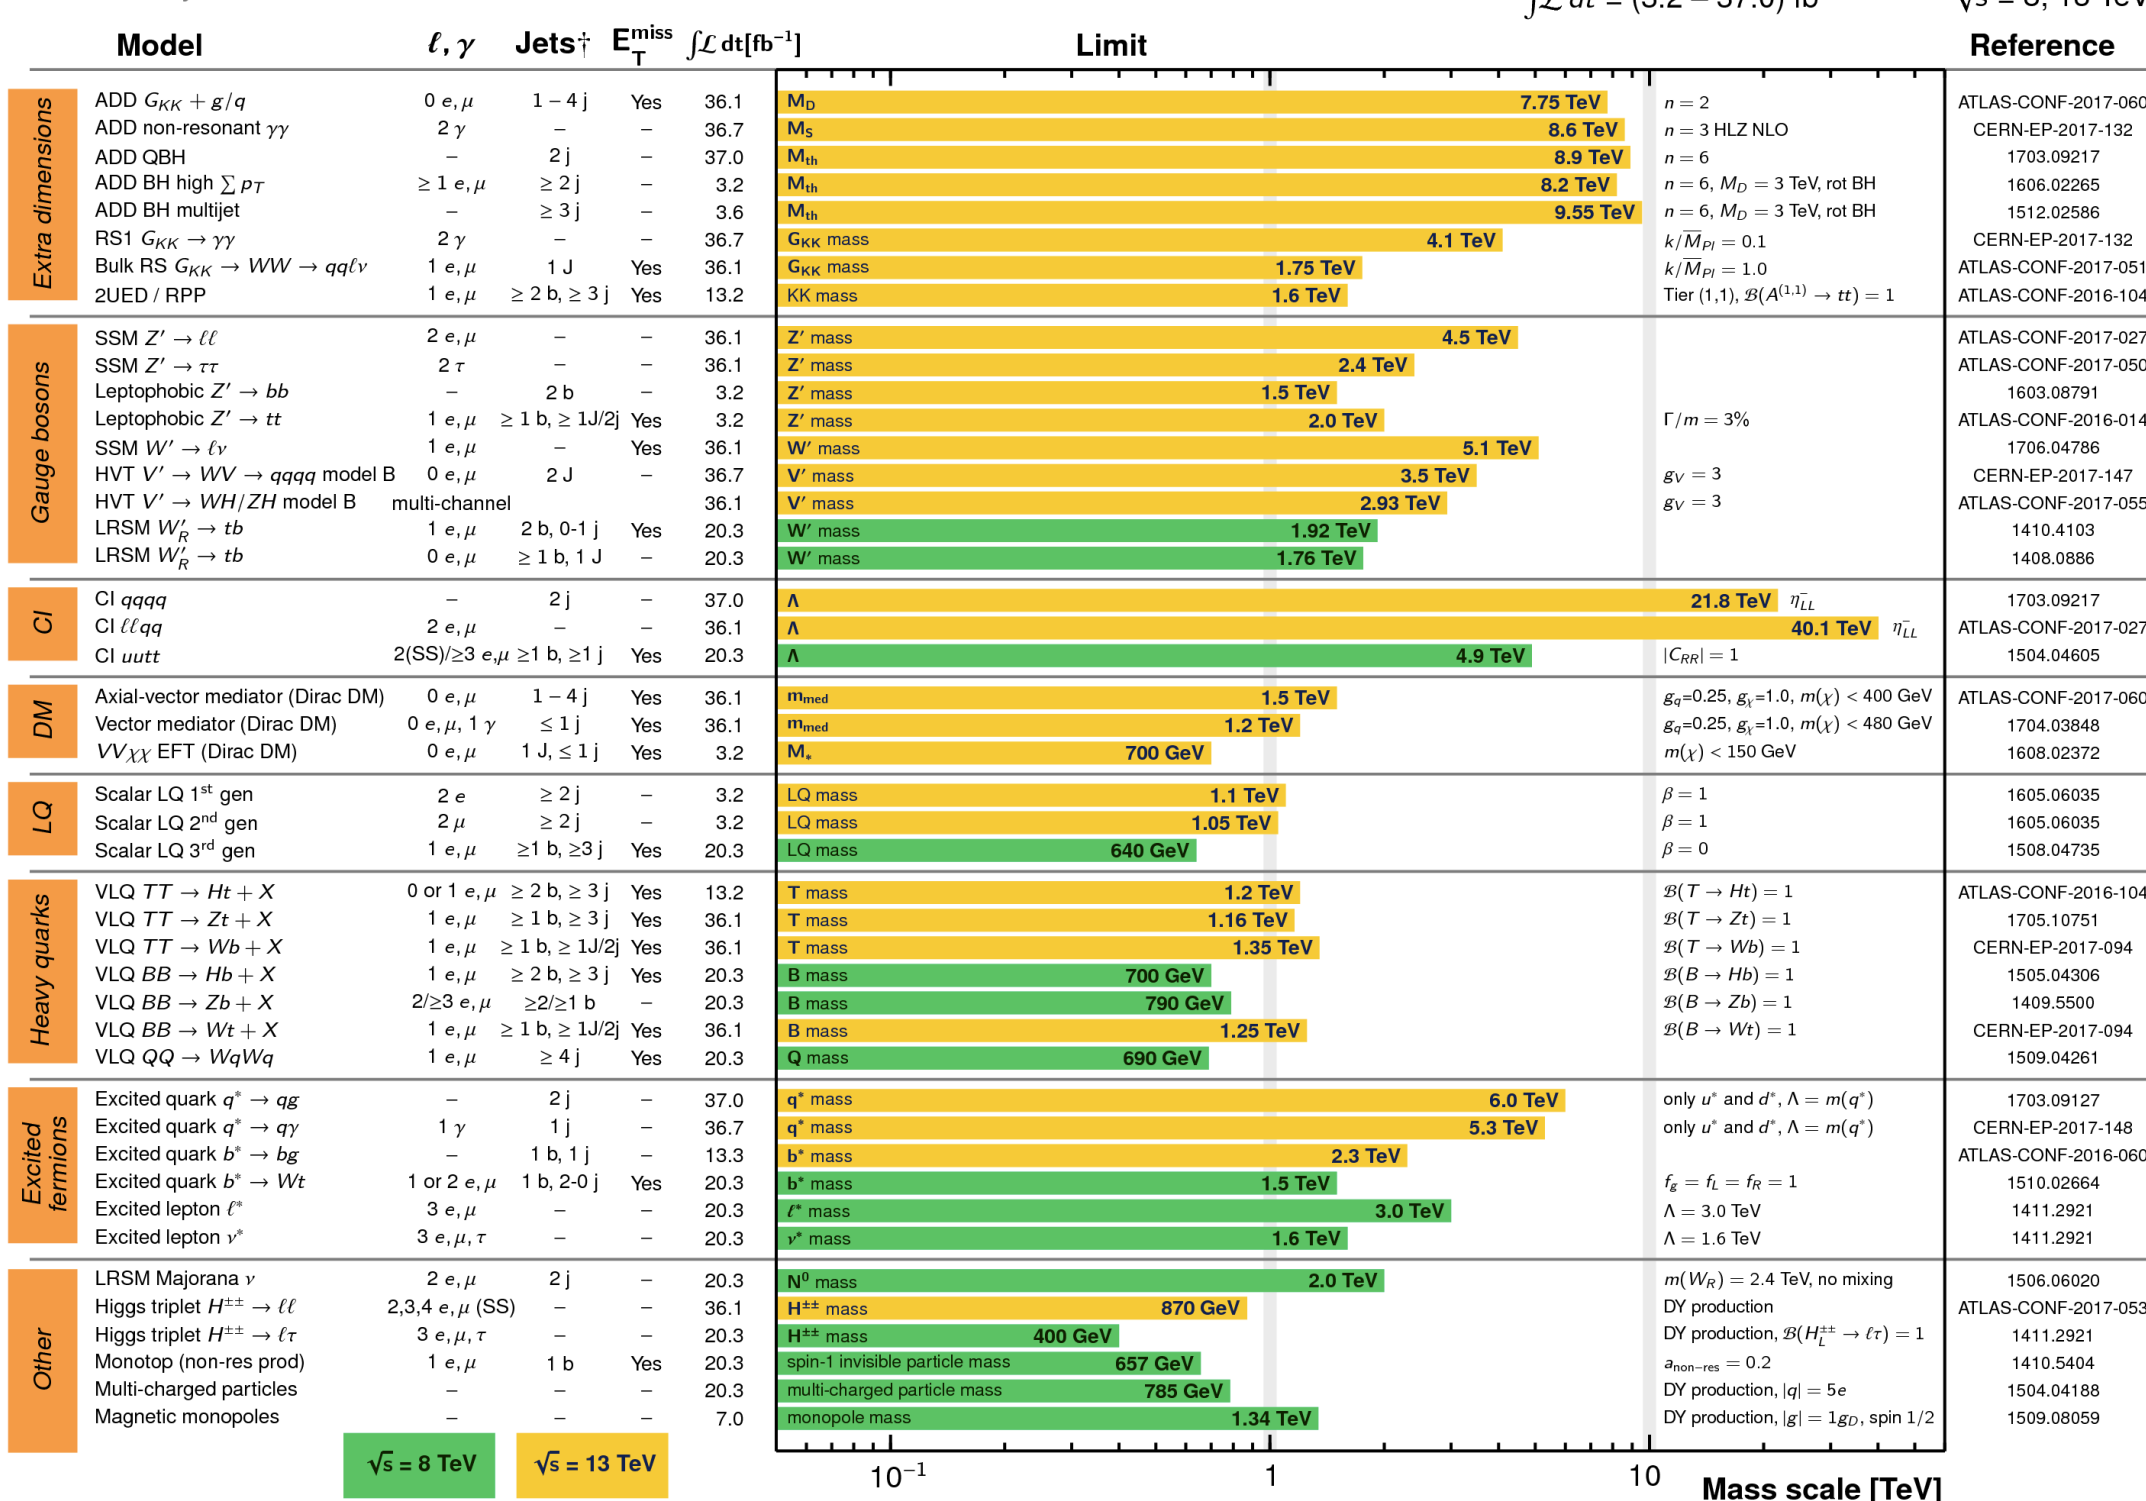 ∫ℒ dt = (3.2 – 37.0) fb
√s = 8, 13 TeV
Model ℓ, γ Jets† E_T^miss ∫ℒ dt[fb⁻¹] Limit Reference
Extra dimensions
ADD G_KK + g/q 0 e, μ 1 − 4 j Yes 36.1 M_D 7.75 TeV n = 2 ATLAS-CONF-2017-060
ADD non-resonant γγ 2 γ − − 36.7 M_S 8.6 TeV n = 3 HLZ NLO CERN-EP-2017-132
ADD QBH − 2 j − 37.0 M_th 8.9 TeV n = 6 1703.09217
ADD BH high ∑ p_T ≥ 1 e, μ ≥ 2 j − 3.2 M_th 8.2 TeV n = 6, M_D = 3 TeV, rot BH 1606.02265
ADD BH multijet − ≥ 3 j − 3.6 M_th 9.55 TeV n = 6, M_D = 3 TeV, rot BH 1512.02586
RS1 G_KK → γγ 2 γ − − 36.7 G_KK mass 4.1 TeV k/M̅_Pl = 0.1 CERN-EP-2017-132
Bulk RS G_KK → WW → qqℓν 1 e, μ 1 J Yes 36.1 G_KK mass 1.75 TeV k/M̅_Pl = 1.0 ATLAS-CONF-2017-051
2UED / RPP 1 e, μ ≥ 2 b, ≥ 3 j Yes 13.2 KK mass 1.6 TeV Tier (1,1), ℬ(A^(1,1) → tt) = 1 ATLAS-CONF-2016-104
Gauge bosons
SSM Z′ → ℓℓ 2 e, μ − − 36.1 Z′ mass 4.5 TeV ATLAS-CONF-2017-027
SSM Z′ → ττ 2 τ − − 36.1 Z′ mass 2.4 TeV ATLAS-CONF-2017-050
Leptophobic Z′ → bb − 2 b − 3.2 Z′ mass 1.5 TeV 1603.08791
Leptophobic Z′ → tt 1 e, μ ≥ 1 b, ≥ 1J/2j Yes 3.2 Z′ mass 2.0 TeV Γ/m = 3% ATLAS-CONF-2016-014
SSM W′ → ℓν 1 e, μ − Yes 36.1 W′ mass 5.1 TeV 1706.04786
HVT V′ → WV → qqqq model B 0 e, μ 2 J − 36.7 V′ mass 3.5 TeV g_V = 3 CERN-EP-2017-147
HVT V′ → WH/ZH model B multi-channel 36.1 V′ mass 2.93 TeV g_V = 3 ATLAS-CONF-2017-055
LRSM W′_R → tb 1 e, μ 2 b, 0-1 j Yes 20.3 W′ mass 1.92 TeV 1410.4103
LRSM W′_R → tb 0 e, μ ≥ 1 b, 1 J − 20.3 W′ mass 1.76 TeV 1408.0886
CI
CI qqqq − 2 j − 37.0 Λ 21.8 TeV η⁻_LL 1703.09217
CI ℓℓqq 2 e, μ − − 36.1 Λ 40.1 TeV η⁻_LL ATLAS-CONF-2017-027
CI uutt 2(SS)/≥3 e,μ ≥1 b, ≥1 j Yes 20.3 Λ 4.9 TeV |C_RR| = 1 1504.04605
DM
Axial-vector mediator (Dirac DM) 0 e, μ 1 − 4 j Yes 36.1 m_med 1.5 TeV g_q=0.25, g_χ=1.0, m(χ) < 400 GeV ATLAS-CONF-2017-060
Vector mediator (Dirac DM) 0 e, μ, 1 γ ≤ 1 j Yes 36.1 m_med 1.2 TeV g_q=0.25, g_χ=1.0, m(χ) < 480 GeV 1704.03848
VVχχ EFT (Dirac DM) 0 e, μ 1 J, ≤ 1 j Yes 3.2 M_* 700 GeV m(χ) < 150 GeV 1608.02372
LQ
Scalar LQ 1st gen 2 e ≥ 2 j − 3.2 LQ mass 1.1 TeV β = 1 1605.06035
Scalar LQ 2nd gen 2 μ ≥ 2 j − 3.2 LQ mass 1.05 TeV β = 1 1605.06035
Scalar LQ 3rd gen 1 e, μ ≥1 b, ≥3 j Yes 20.3 LQ mass 640 GeV β = 0 1508.04735
Heavy quarks
VLQ TT → Ht + X 0 or 1 e, μ ≥ 2 b, ≥ 3 j Yes 13.2 T mass 1.2 TeV ℬ(T → Ht) = 1 ATLAS-CONF-2016-104
VLQ TT → Zt + X 1 e, μ ≥ 1 b, ≥ 3 j Yes 36.1 T mass 1.16 TeV ℬ(T → Zt) = 1 1705.10751
VLQ TT → Wb + X 1 e, μ ≥ 1 b, ≥ 1J/2j Yes 36.1 T mass 1.35 TeV ℬ(T → Wb) = 1 CERN-EP-2017-094
VLQ BB → Hb + X 1 e, μ ≥ 2 b, ≥ 3 j Yes 20.3 B mass 700 GeV ℬ(B → Hb) = 1 1505.04306
VLQ BB → Zb + X 2/≥3 e, μ ≥2/≥1 b − 20.3 B mass 790 GeV ℬ(B → Zb) = 1 1409.5500
VLQ BB → Wt + X 1 e, μ ≥ 1 b, ≥ 1J/2j Yes 36.1 B mass 1.25 TeV ℬ(B → Wt) = 1 CERN-EP-2017-094
VLQ QQ → WqWq 1 e, μ ≥ 4 j Yes 20.3 Q mass 690 GeV 1509.04261
Excited fermions
Excited quark q* → qg − 2 j − 37.0 q* mass 6.0 TeV only u* and d*, Λ = m(q*) 1703.09127
Excited quark q* → qγ 1 γ 1 j − 36.7 q* mass 5.3 TeV only u* and d*, Λ = m(q*) CERN-EP-2017-148
Excited quark b* → bg − 1 b, 1 j − 13.3 b* mass 2.3 TeV ATLAS-CONF-2016-060
Excited quark b* → Wt 1 or 2 e, μ 1 b, 2-0 j Yes 20.3 b* mass 1.5 TeV f_g = f_L = f_R = 1 1510.02664
Excited lepton ℓ* 3 e, μ − − 20.3 ℓ* mass 3.0 TeV Λ = 3.0 TeV 1411.2921
Excited lepton ν* 3 e, μ, τ − − 20.3 ν* mass 1.6 TeV Λ = 1.6 TeV 1411.2921
Other
LRSM Majorana ν 2 e, μ 2 j − 20.3 N⁰ mass 2.0 TeV m(W_R) = 2.4 TeV, no mixing 1506.06020
Higgs triplet H±± → ℓℓ 2,3,4 e, μ (SS) − − 36.1 H±± mass 870 GeV DY production ATLAS-CONF-2017-053
Higgs triplet H±± → ℓτ 3 e, μ, τ − − 20.3 H±± mass 400 GeV DY production, ℬ(H_L^±± → ℓτ) = 1 1411.2921
Monotop (non-res prod) 1 e, μ 1 b Yes 20.3 spin-1 invisible particle mass 657 GeV a_non−res = 0.2 1410.5404
Multi-charged particles − − − 20.3 multi-charged particle mass 785 GeV DY production, |q| = 5e 1504.04188
Magnetic monopoles − − − 7.0 monopole mass 1.34 TeV DY production, |g| = 1g_D, spin 1/2 1509.08059
√s = 8 TeV √s = 13 TeV
10⁻¹ 1 10
Mass scale [TeV]